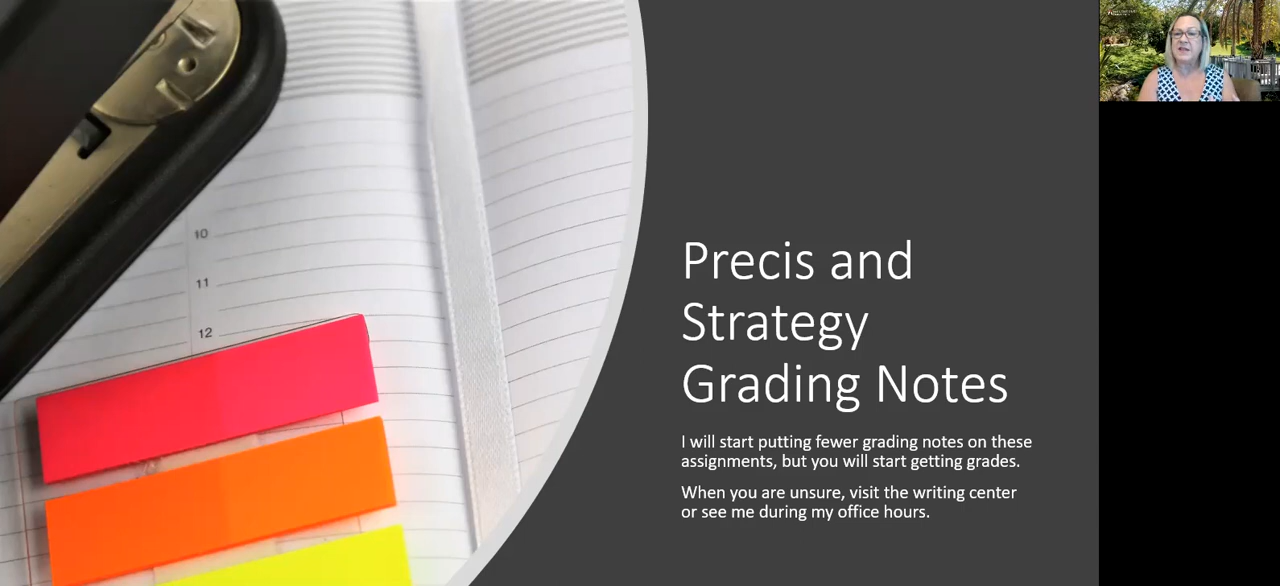 10
11
12
Precis and
Strategy
Grading Notes
I will start putting fewer grading notes on these
assignments, but you will start getting grades.
When you are unsure, visit the writing center
or see me during my office hours.